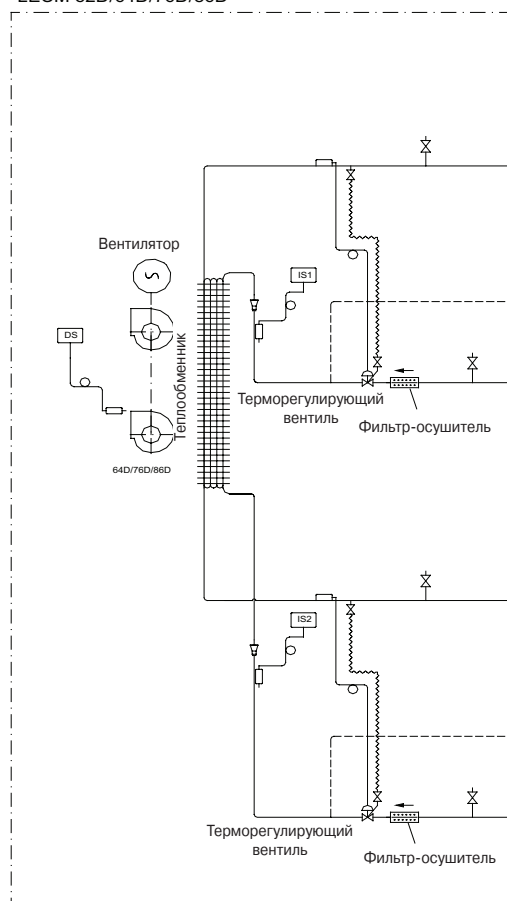 Вентилятор
IS1
DS
Теплообменник
Терморегулирующий
вентиль
Фильтр-осушитель
64D/76D/86D
IS2
Терморегулирующий
вентиль
Фильтр-осушитель